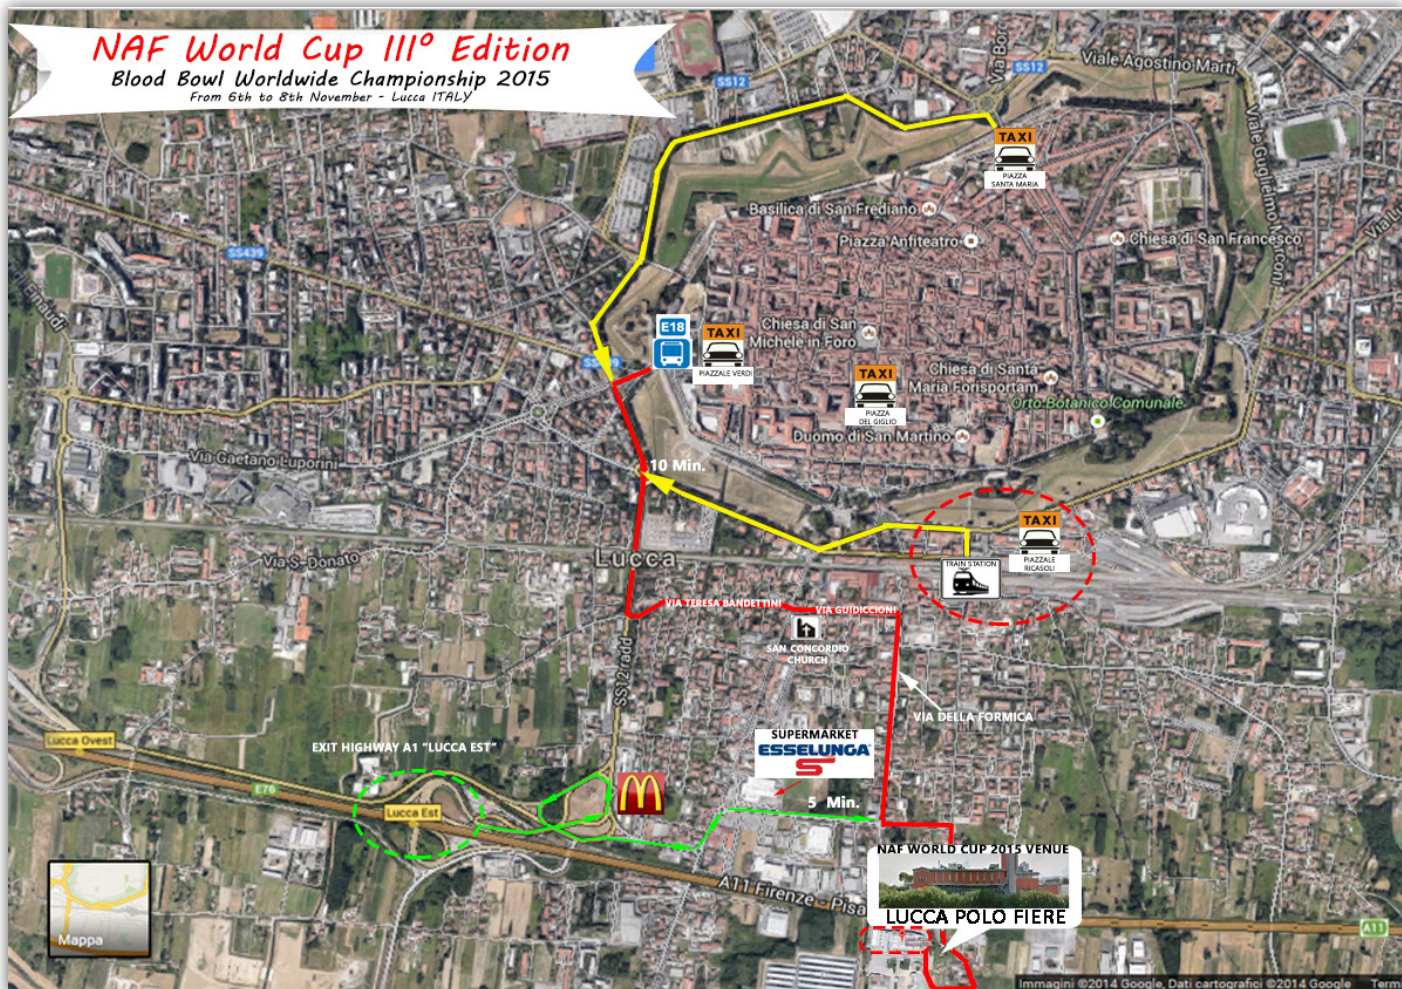 NAF World Cup III° Edition
Blood Bowl Worldwide Championship 2015
From 6th to 8th November - Lucca ITALY
SS12
Via Bor
SS12
Viale Agostino Marti
Viale Guglielmo Marconi
TAXI
PIAZZA
SANTA MARIA
Basilica di San Frediano
Piazza Anfiteatro
Chiesa di San Francesco
SS439
Einaudi
E18
TAXI
PIAZZALE VERDI
Chiesa di San
Michele in Foro
TAXI
PIAZZA
DEL GIGLIO
Chiesa di Santa
Maria Forisportam
Orto Botanico Comunale
Duomo di San Martino
Via Gaetano Luporini
10 Min.
Via S. Donato
Lucca
TAXI
PIAZZALE
RICASOLI
TRAIN STATION
VIA TERESA BANDETTINI
VIA GUIDICCIONI
SAN CONCORDIO
CHURCH
SS12radd
VIA DELLA FORMICA
Lucca Ovest
EXIT HIGHWAY A1 "LUCCA EST"
SUPERMARKET
ESSELUNGA
S
E76
Lucca Est
5 Min.
NAF WORLD CUP 2015 VENUE
LUCCA POLO FIERE
A11 Firenze - Pisa
A11
Mappa
Immagini ©2014 Google, Dati cartografici ©2014 Google
Term